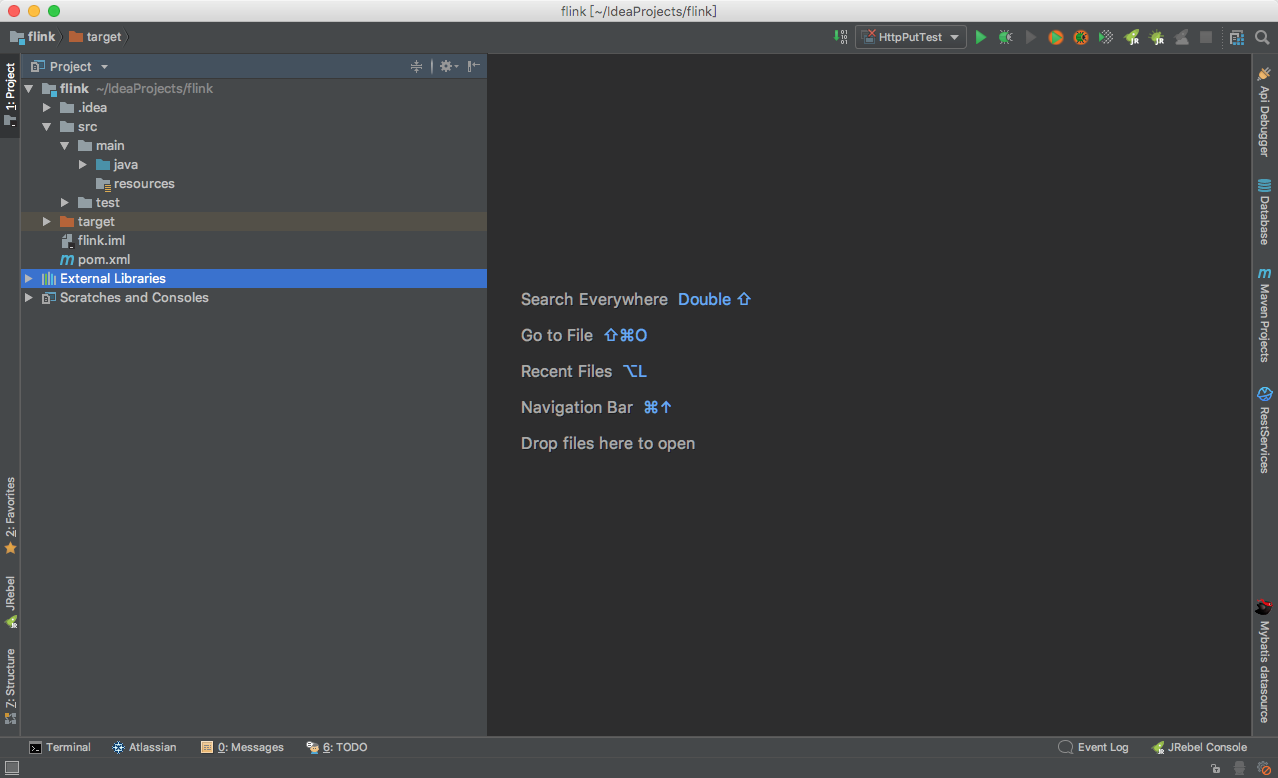 flink [~/IdeaProjects/flink]
flink target HttpPutTest
Project
flink ~/IdeaProjects/flink
.idea
src
main
java
resources
test
target
flink.iml
pom.xml
External Libraries
Scratches and Consoles
Search Everywhere Double ⇧
Go to File ⇧⌘O
Recent Files ⌥L
Navigation Bar ⌘↑
Drop files here to open
1: Project
2: Favorites
JRebel
7: Structure
Api Debugger
Database
Maven Projects
RestServices
Mybatis datasource
Terminal Atlassian 0: Messages 6: TODO Event Log JRebel Console